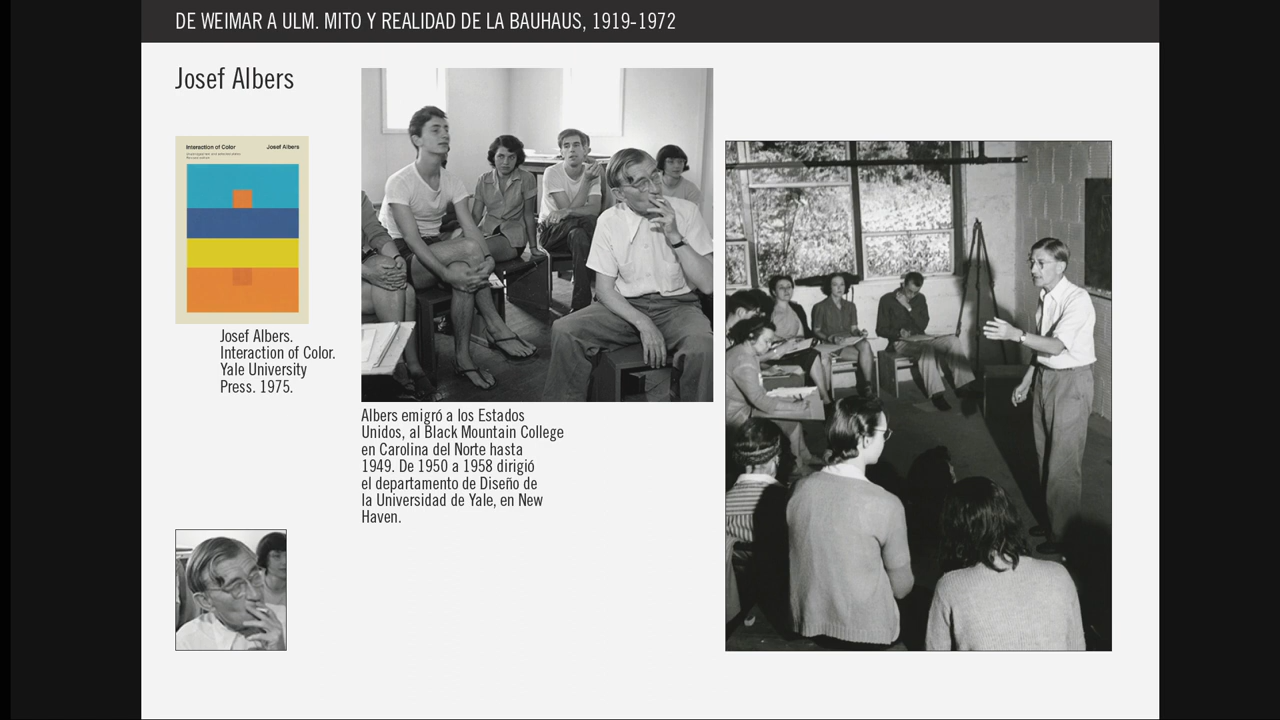 DE WEIMAR A ULM. MITO Y REALIDAD DE LA BAUHAUS, 1919-1972
Josef Albers
Interaction of Color
Josef Albers
Josef Albers.
Interaction of Color.
Yale University
Press. 1975.
Albers emigró a los Estados
Unidos, al Black Mountain College
en Carolina del Norte hasta
1949. De 1950 a 1958 dirigió
el departamento de Diseño de
la Universidad de Yale, en New
Haven.